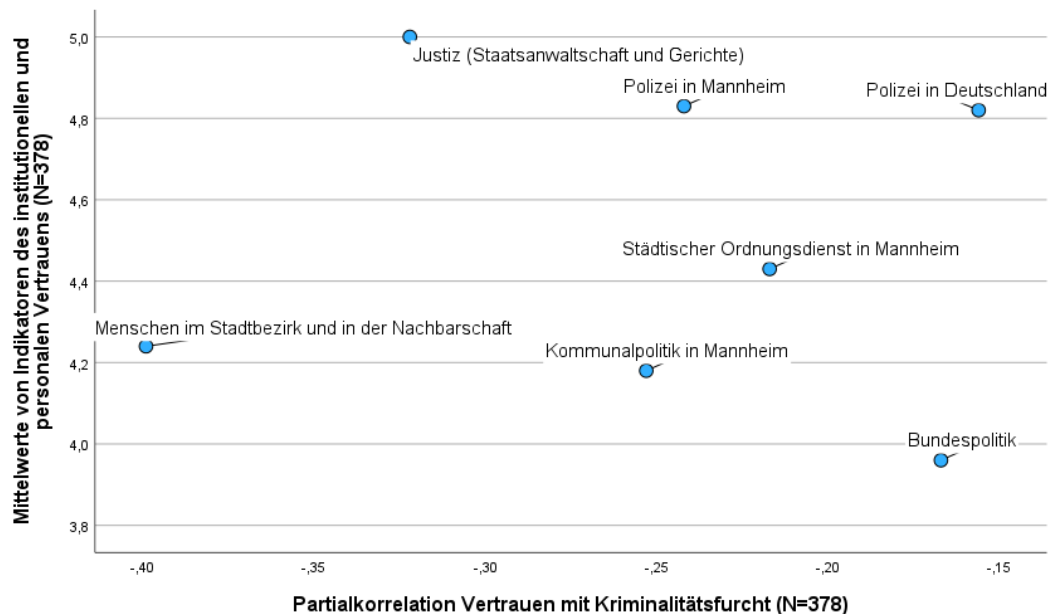 Mittelwerte von Indikatoren des institutionellen und
personalen Vertrauens (N=378)
5,0
4,8
4,6
4,4
4,2
4,0
3,8
Justiz (Staatsanwaltschaft und Gerichte)
Polizei in Mannheim
Polizei in Deutschland
Städtischer Ordnungsdienst in Mannheim
Menschen im Stadtbezirk und in der Nachbarschaft
Kommunalpolitik in Mannheim
Bundespolitik
-,40 -,35 -,30 -,25 -,20 -,15
Partialkorrelation Vertrauen mit Kriminalitätsfurcht (N=378)